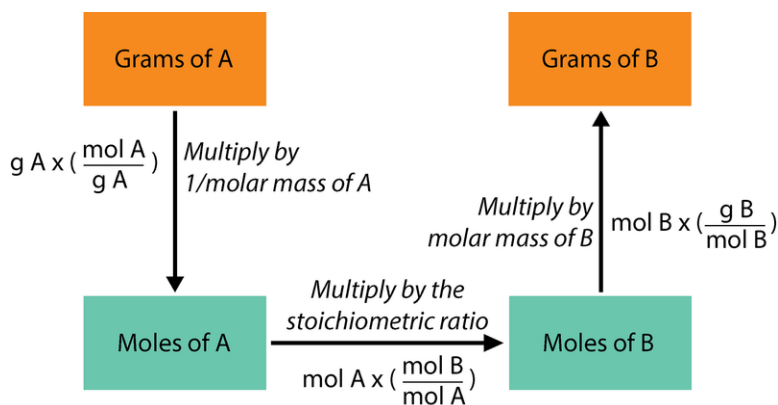 Grams of A
Grams of B
g A x (mol A/g A)
Multiply by
1/molar mass of A
Multiply by
molar mass of B
mol B x (g B/mol B)
Moles of A
Multiply by the
stoichiometric ratio
mol A x (mol B/mol A)
Moles of B